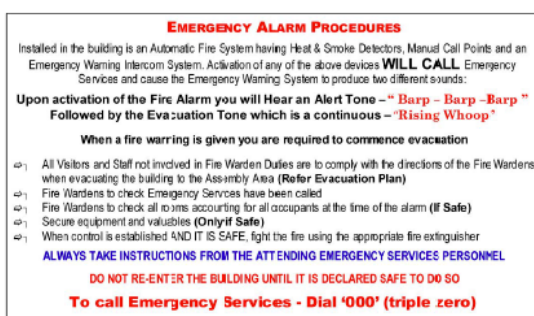 EMERGENCY ALARM PROCEDURES
Installed in the building is an Automatic Fire System having Heat & Smoke Detectors, Manual Call Points and an
Emergency Warning Intercom System. Activation of any of the above devices WILL CALL Emergency
Services and cause the Emergency Warning System to produce two different sounds:
Upon activation of the Fire Alarm you will Hear an Alert Tone – “ Barp – Barp –Barp ”
Followed by the Evacuation Tone which is a continuous – “Rising Whoop”
When a fire warning is given you are required to commence evacuation
All Visitors and Staff not involved in Fire Warden Duties are to comply with the directions of the Fire Wardens
when evacuating the building to the Assembly Area (Refer Evacuation Plan)
Fire Wardens to check Emergency Services have been called
Fire Wardens to check all rooms accounting for all occupants at the time of the alarm (If Safe)
Secure equipment and valuables (Only if Safe)
When control is established AND IT IS SAFE, fight the fire using the appropriate fire extinguisher
ALWAYS TAKE INSTRUCTIONS FROM THE ATTENDING EMERGENCY SERVICES PERSONNEL
DO NOT RE-ENTER THE BUILDING UNTIL IT IS DECLARED SAFE TO DO SO
To call Emergency Services - Dial ‘000’ (triple zero)